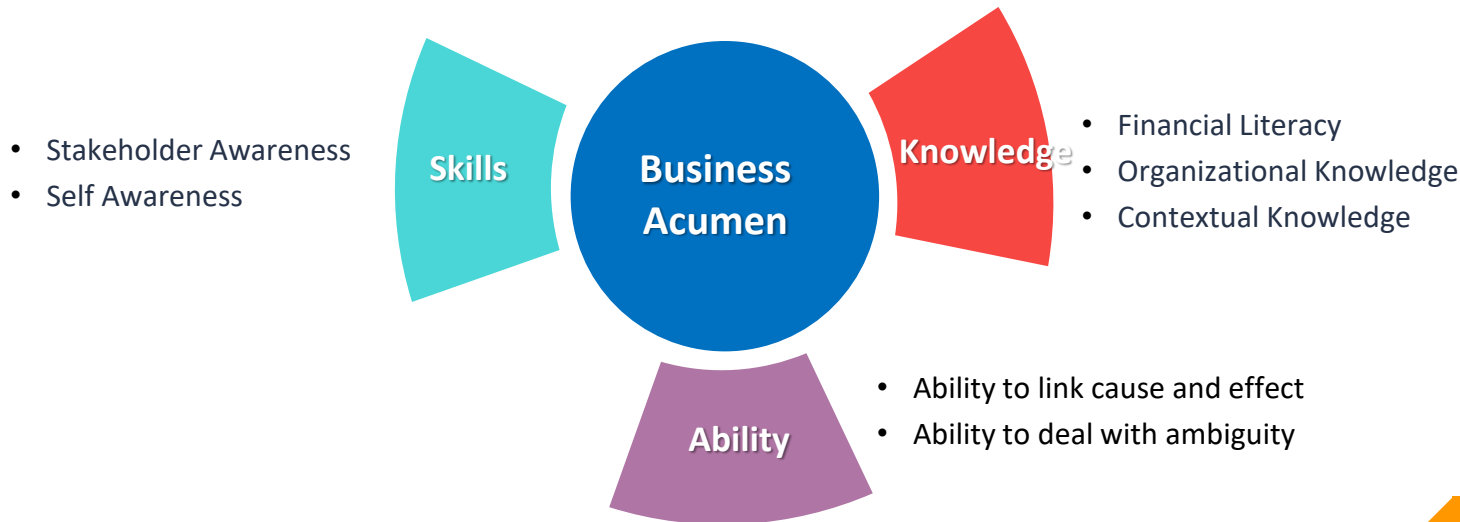 • Stakeholder Awareness
• Self Awareness
Skills
Business
Acumen
Knowledge
• Financial Literacy
• Organizational Knowledge
• Contextual Knowledge
Ability
• Ability to link cause and effect
• Ability to deal with ambiguity